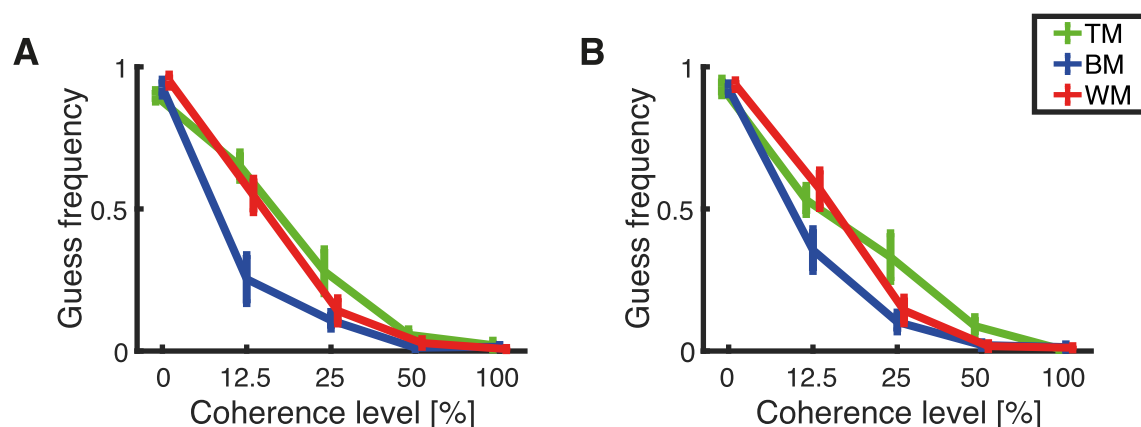 A
Guess frequency
1
0.5
0
0 12.5 25 50 100
Coherence level [%]
B
Guess frequency
1
0.5
0
0 12.5 25 50 100
Coherence level [%]
TM
BM
WM